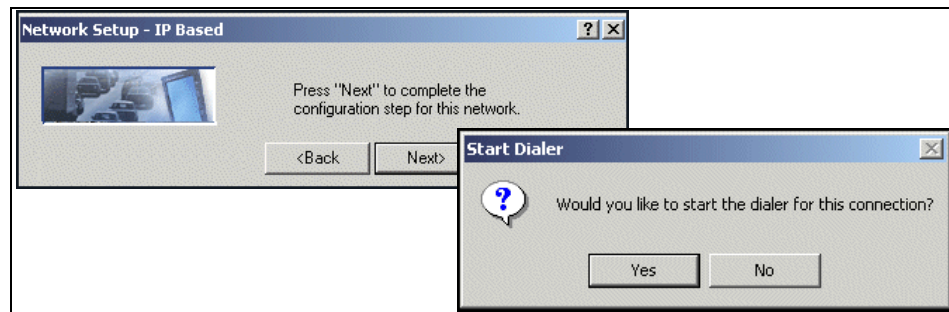 Network Setup - IP Based
Press "Next" to complete the
configuration step for this network.
<Back
Next>
Start Dialer
Would you like to start the dialer for this connection?
Yes
No